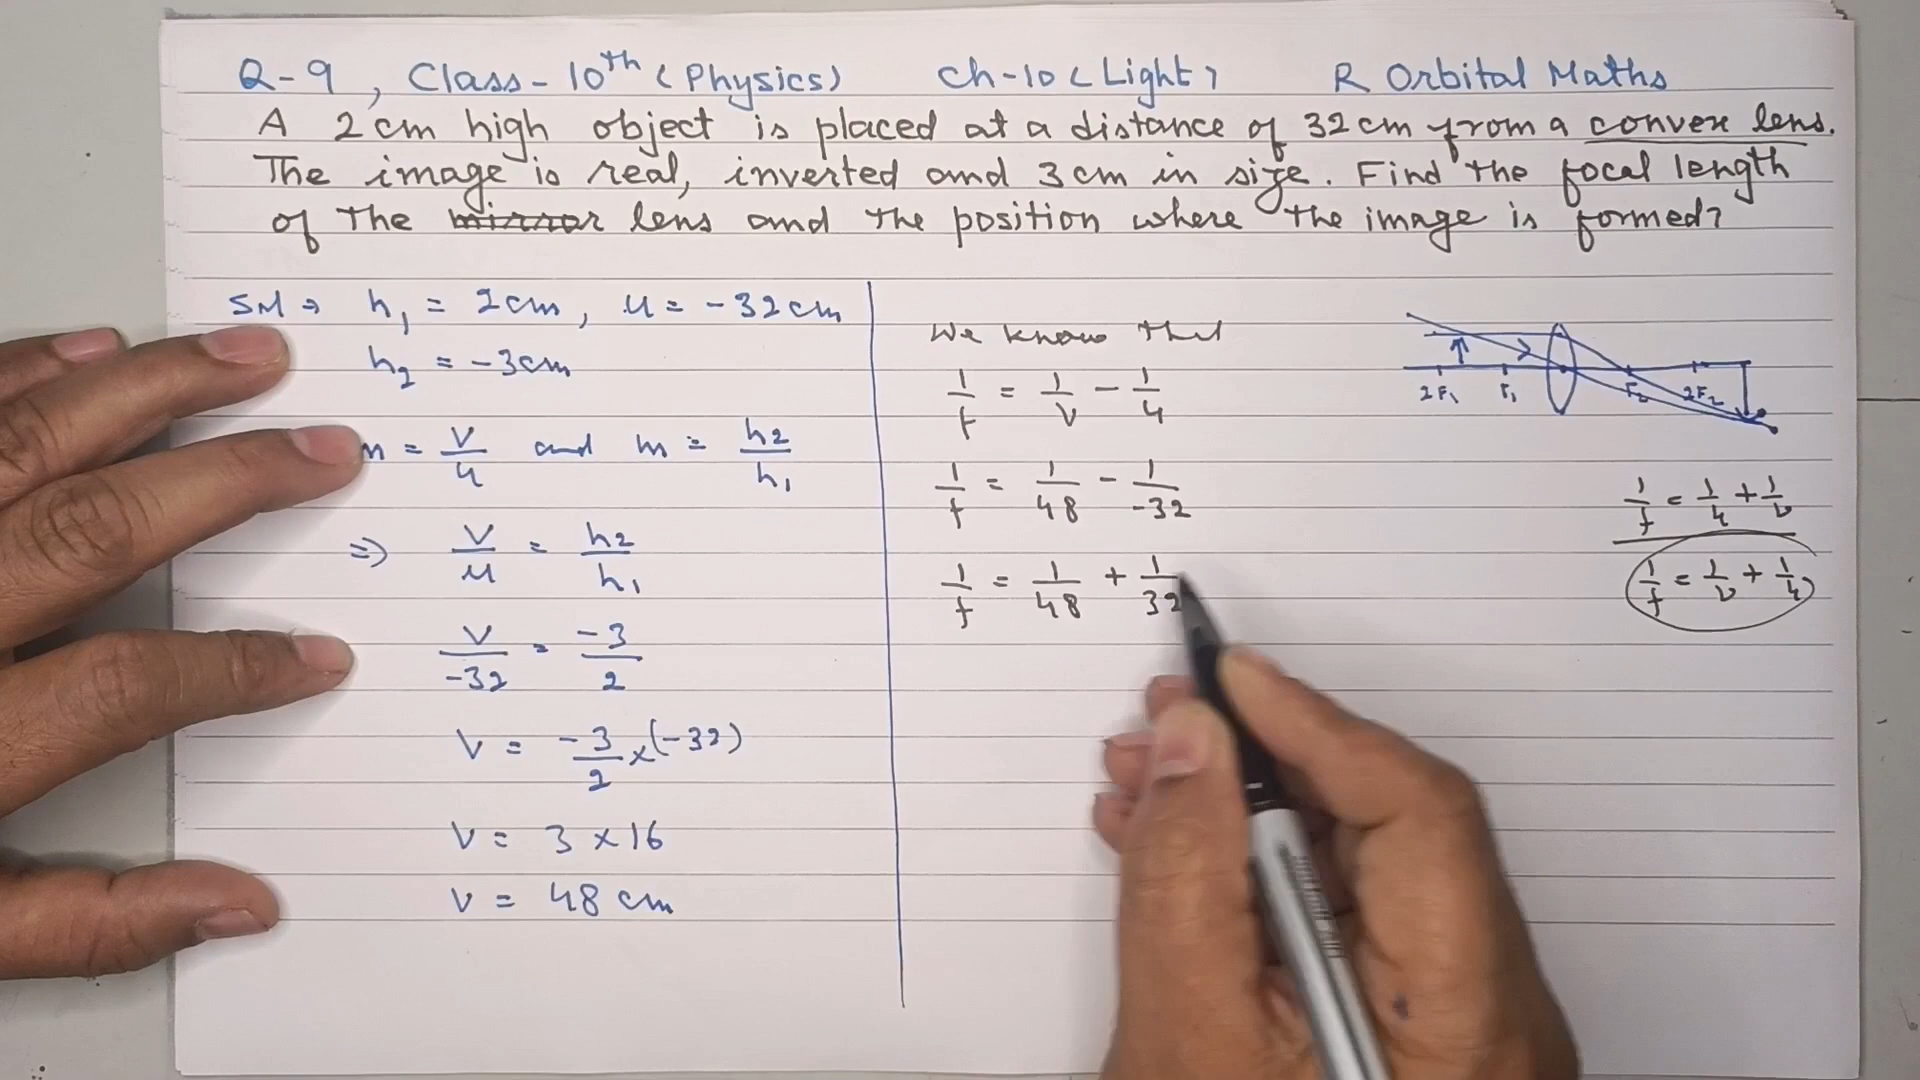 Q-9, Class-10th (Physics) Ch-10 (Light) R Orbital Maths
A 2cm high object is placed at a distance of 32cm from a convex lens.
The image is real, inverted and 3cm in size. Find the focal length
of the mirror lens and the position where the image is formed?
h₁ = 2cm, u = -32cm
h₂ = -3cm
m = v/u and m = h₂/h₁
⇒ v/u = h₂/h₁
v/-32 = -3/2
v = -3/2 × (-32)
v = 3 × 16
v = 48 cm
We know that
1/f = 1/v - 1/u
1/f = 1/48 - 1/-32
1/f = 1/48 + 1/32
2F₁ F₁ F₂ 2F₂
1/f = 1/u + 1/v
1/f = 1/v + 1/u